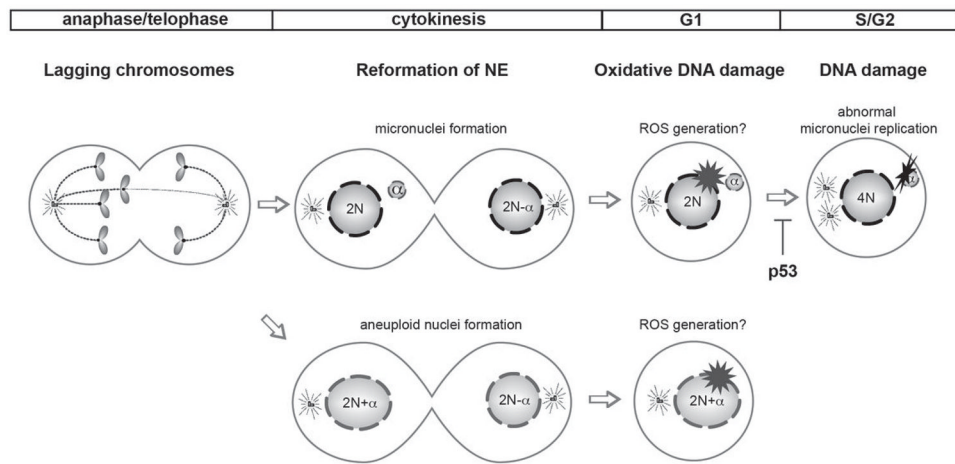 anaphase/telophase
cytokinesis
G1
S/G2
Lagging chromosomes
Reformation of NE
Oxidative DNA damage
DNA damage
micronuclei formation
ROS generation?
abnormal
micronuclei replication
2N
α
2N-α
2N
α
4N
α
p53
aneuploid nuclei formation
ROS generation?
2N+α
2N-α
2N+α